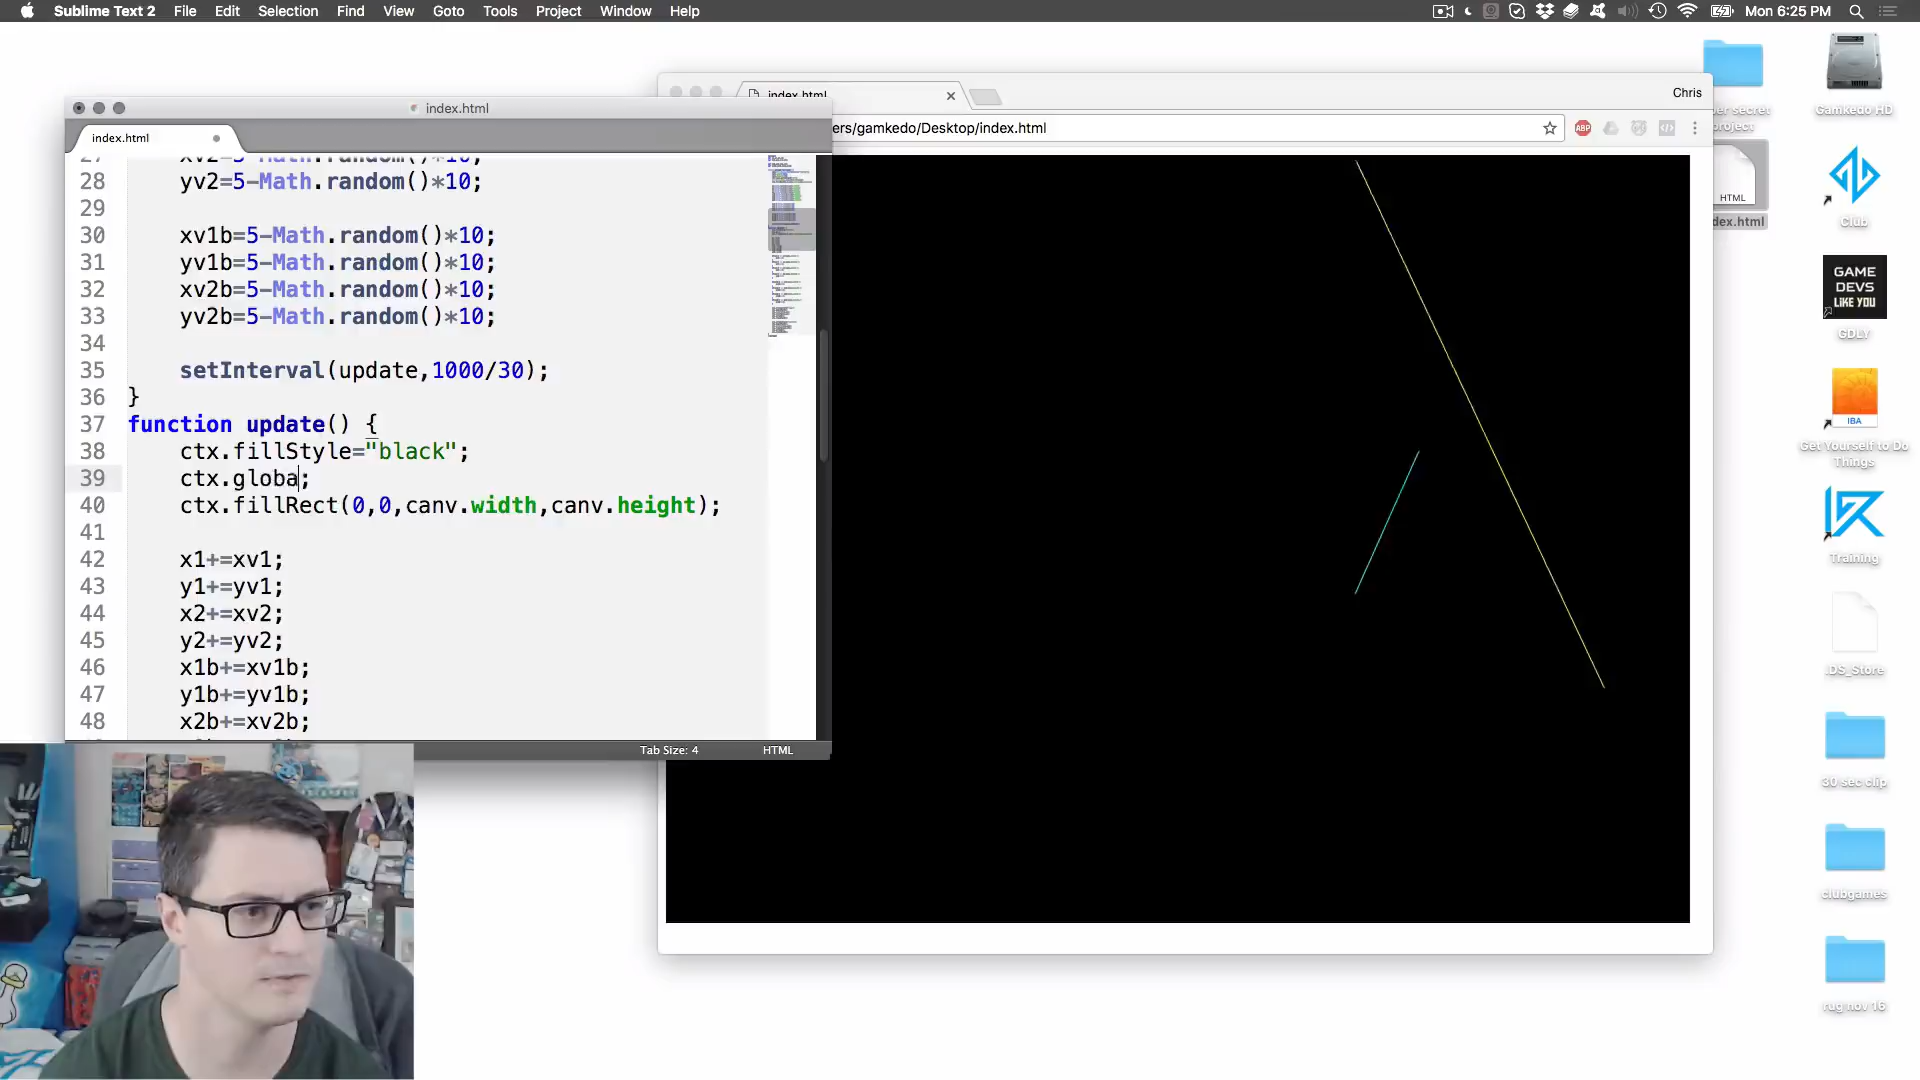 Sublime Text 2 File Edit Selection Find View Goto Tools Project Window Help Mon 6:25 PM
index.html
index.html
28 yv2=5-Math.random()*10;
29
30 xv1b=5-Math.random()*10;
31 yv1b=5-Math.random()*10;
32 xv2b=5-Math.random()*10;
33 yv2b=5-Math.random()*10;
34
35 setInterval(update,1000/30);
36 }
37 function update() {
38 ctx.fillStyle="black";
39 ctx.globa;
40 ctx.fillRect(0,0,canv.width,canv.height);
41
42 x1+=xv1;
43 y1+=yv1;
44 x2+=xv2;
45 y2+=yv2;
46 x1b+=xv1b;
47 y1b+=yv1b;
48 x2b+=xv2b;
Tab Size: 4 HTML
index.html
Chris
ers/gamkedo/Desktop/index.html
ABP
er secret
project
HTML
dex.html
Gamkedo HD
Club
GAME
DEVS
LIKE YOU
GDLY
IBA
Get Yourself to Do
Things
Training
.DS_Store
30 sec clip
clubgames
rug nov 16